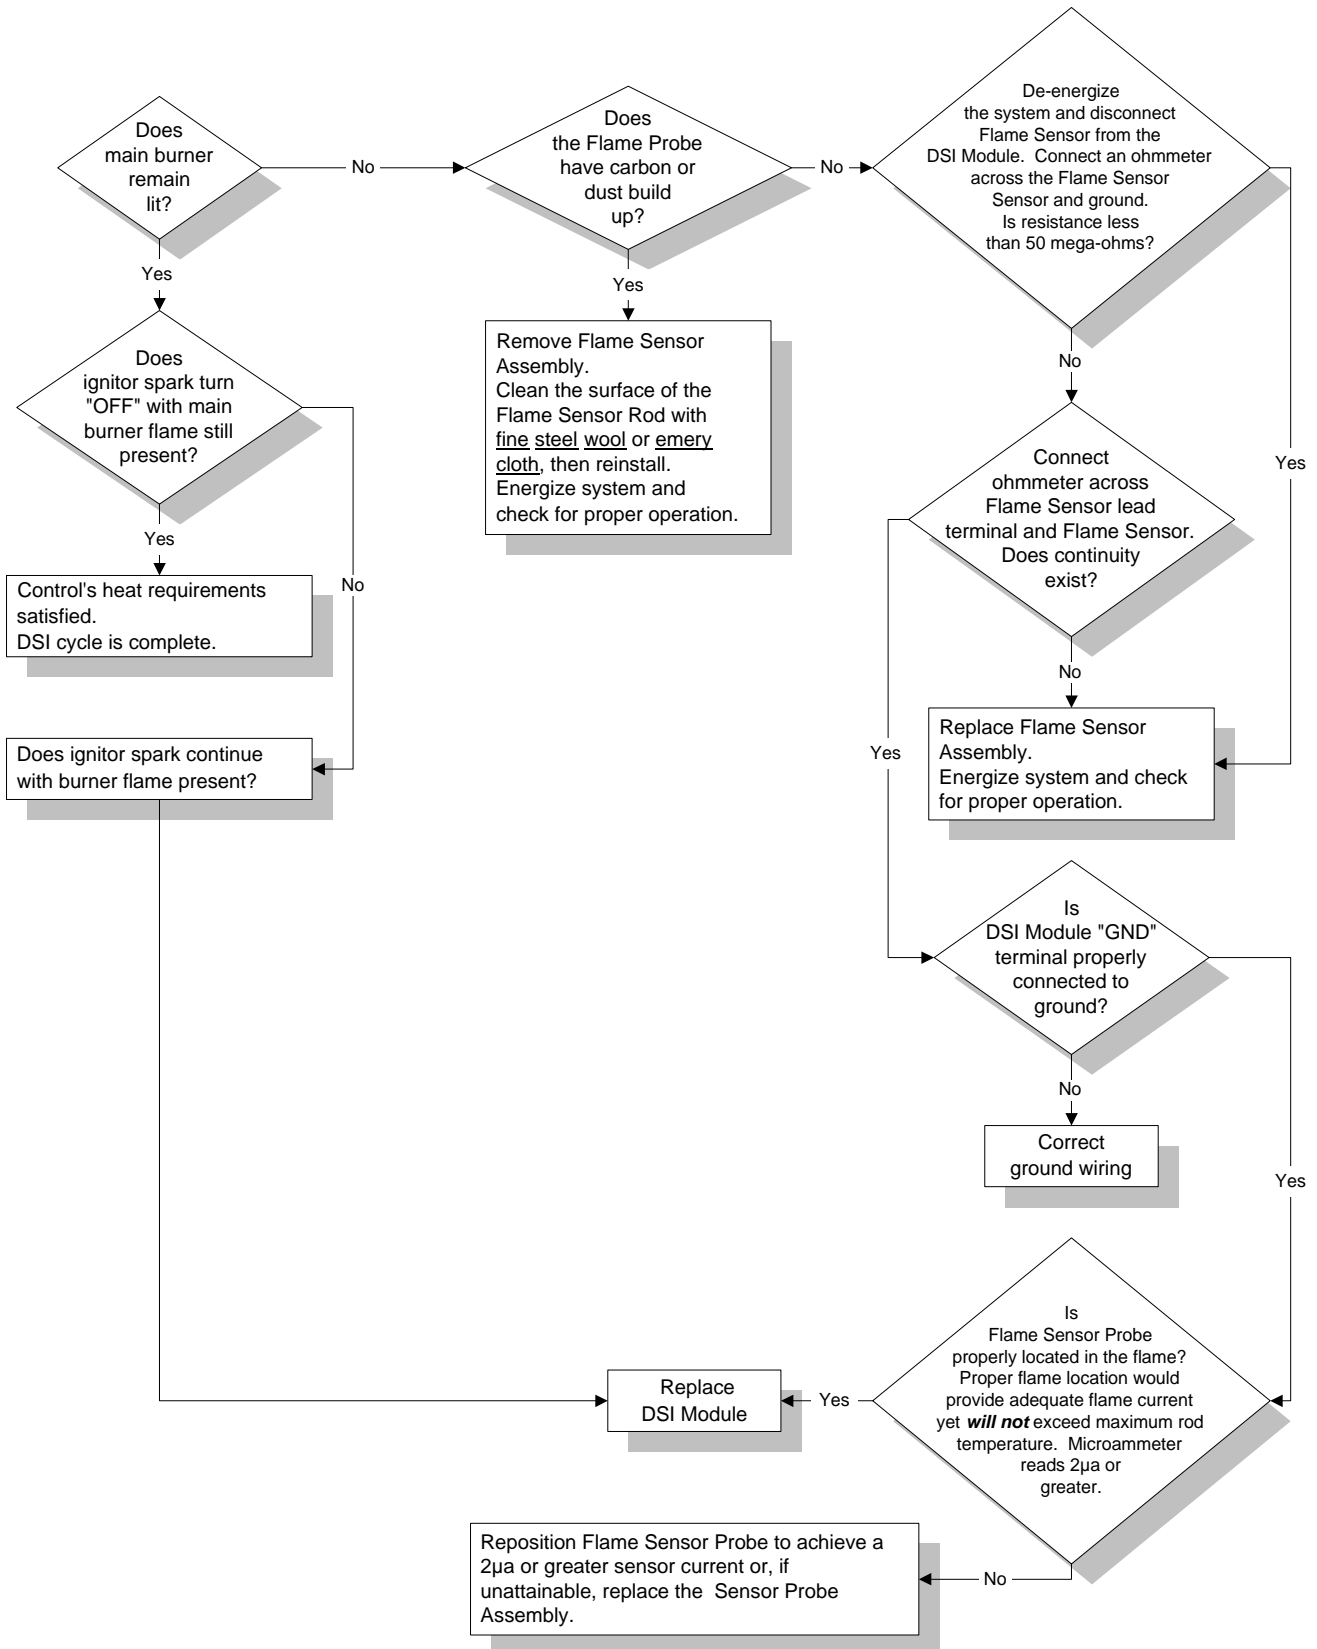 Does
main burner
remain
lit?
No
Does
the Flame Probe
have carbon or
dust build
up?
No
De-energize
the system and disconnect
Flame Sensor from the
DSI Module.  Connect an ohmmeter
across the Flame Sensor
Sensor and ground.
Is resistance less
than 50 mega-ohms?
Yes
Yes
No
Does
ignitor spark turn
"OFF" with main
burner flame still
present?
Remove Flame Sensor
Assembly.
Clean the surface of the
Flame Sensor Rod with
fine steel wool or emery
cloth, then reinstall.
Energize system and
check for proper operation.
Connect
ohmmeter across
Flame Sensor lead
terminal and Flame Sensor.
Does continuity
exist?
Yes
Yes
No
Control's heat requirements
satisfied.
DSI cycle is complete.
No
Does ignitor spark continue
with burner flame present?
Yes
Replace Flame Sensor
Assembly.
Energize system and check
for proper operation.
Is
DSI Module "GND"
terminal properly
connected to
ground?
No
Correct
ground wiring
Yes
Is
Flame Sensor Probe
properly located in the flame?
Proper flame location would
provide adequate flame current
yet will not exceed maximum rod
temperature.  Microammeter
reads 2µa or
greater.
Yes
Replace
DSI Module
No
Reposition Flame Sensor Probe to achieve a
2µa or greater sensor current or, if
unattainable, replace the  Sensor Probe
Assembly.